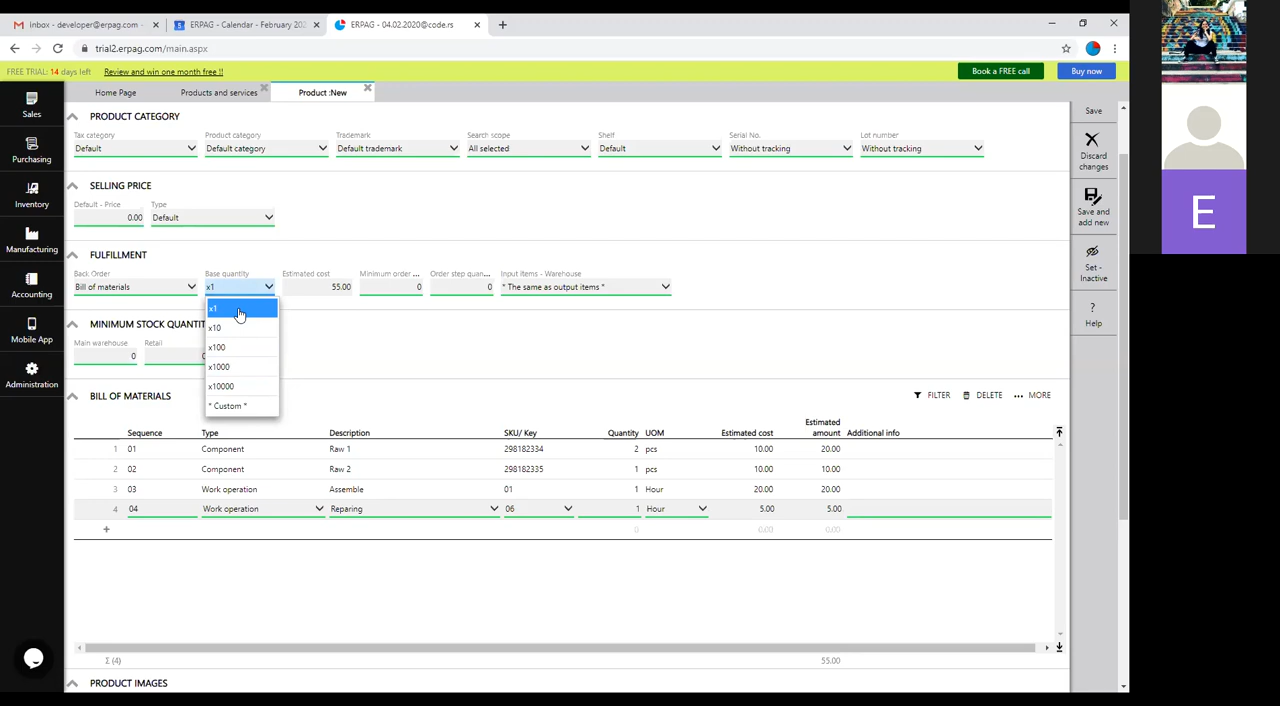 Inbox - developer@erpag.com -
ERPAG - Calendar - February 202
ERPAG - 04.02.2020@code.rs
trial2.erpag.com/main.aspx
FREE TRIAL: 14 days left
Review and win one month free !!
Book a FREE call
Buy now
Home Page
Products and services
Product :New
Sales
Purchasing
Inventory
Manufacturing
Accounting
Mobile App
Administration
PRODUCT CATEGORY
Tax category
Product category
Trademark
Search scope
Shelf
Serial No.
Lot number
Default
Default category
Default trademark
All selected
Default
Without tracking
Without tracking
SELLING PRICE
Default - Price
Type
0.00
Default
FULFILLMENT
Back Order
Base quantity
Estimated cost
Minimum order ...
Order step quan...
Input items - Warehouse
Bill of materials
x1
55.00
0
0
* The same as output items *
x1
x10
x100
x1000
x10000
* Custom *
MINIMUM STOCK QUANTIT
Main warehouse
Retail
0
0
BILL OF MATERIALS
FILTER
DELETE
MORE
Sequence Type Description SKU/ Key Quantity UOM Estimated cost Estimated amount Additional info
1 01 Component Raw 1 298182334 2 pcs 10.00 20.00
2 02 Component Raw 2 298182335 1 pcs 10.00 10.00
3 03 Work operation Assemble 01 1 Hour 20.00 20.00
4 04 Work operation Reparing 06 1 Hour 5.00 5.00
0 0.00 0.00
Σ (4) 55.00
PRODUCT IMAGES
Save
Discard
changes
Save and
add new
Set -
Inactive
?
Help
E